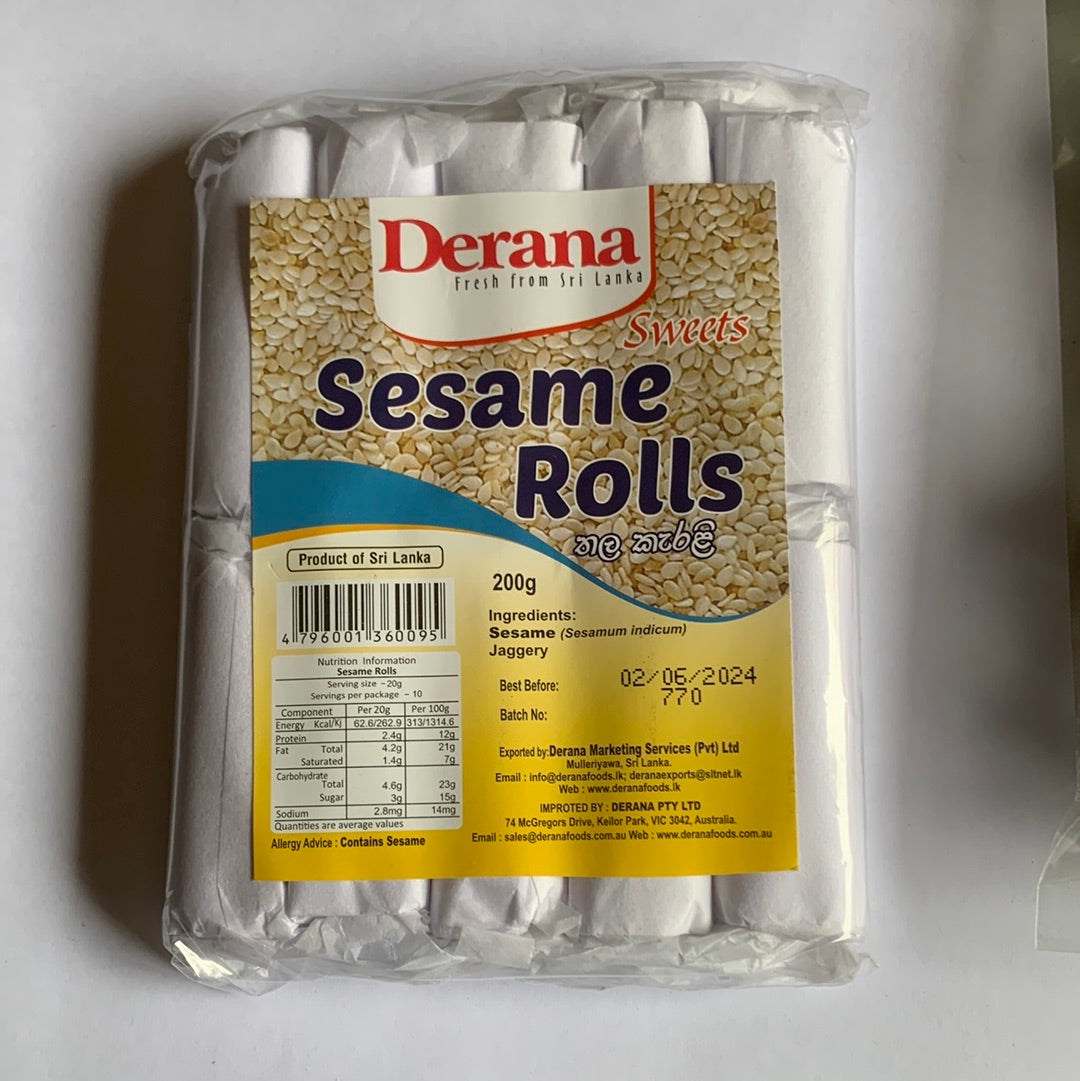 Derana
Fresh from Sri Lanka
Sweets
Sesame
Rolls
තල කැරළි
Product of Sri Lanka
4 796001 360095
Nutrition Information
Sesame Rolls
Serving size -20g
Servings per package - 10
Component Per 20g Per 100g
Energy Kcal/Kj 62.6/262.9 313/1314.6
Protein 2.4g 12g
Fat Total 4.2g 21g
Saturated 1.4g 7g
Carbohydrate
Total 4.6g 23g
Sugar 3g 15g
Sodium 2.8mg 14mg
Quantities are average values
Allergy Advice : Contains Sesame
200g
Ingredients:
Sesame (Sesamum indicum)
Jaggery
Best Before: 02/06/2024
770
Batch No:
Exported by:Derana Marketing Services (Pvt) Ltd
Mulleriyawa, Sri Lanka.
Email : info@deranafoods.lk; deranaexports@sltnet.lk
Web : www.deranafoods.lk
IMPROTED BY : DERANA PTY LTD
74 McGregors Drive, Keilor Park, VIC 3042, Australia.
Email : sales@deranafoods.com.au Web : www.deranafoods.com.au